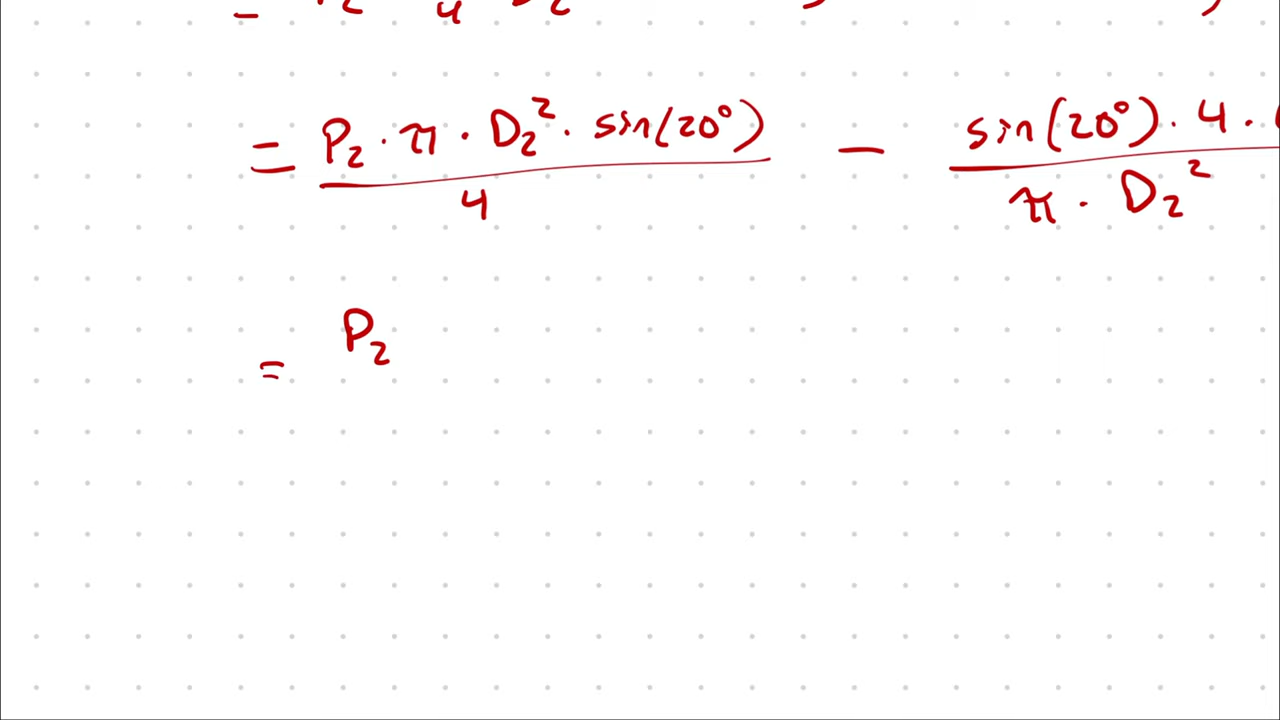 = P₂ · π · D₂² · sin(20°) / 4 − sin(20°) · 4 · / π · D₂²
= P₂